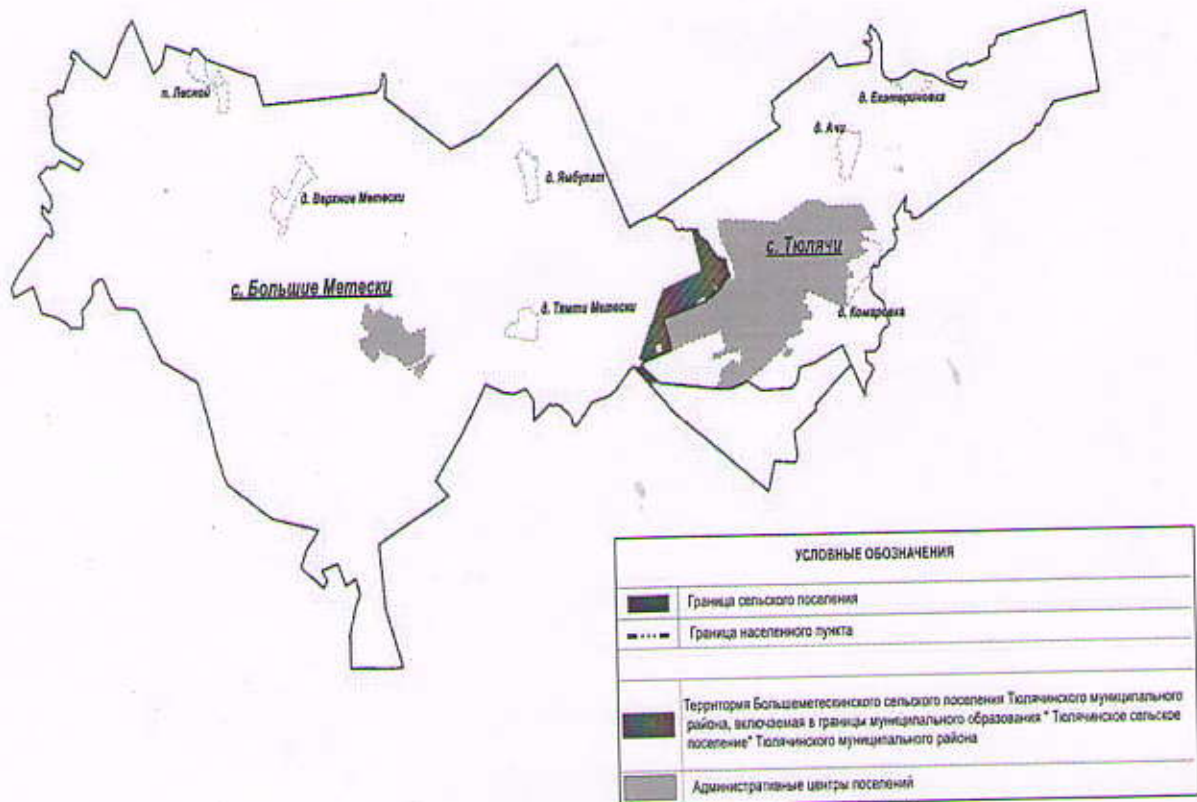 п. Лесной
д. Екатериновка
д. Ачи
д. Верхние Метески
д. Ямбулат
с. Тюлячи
с. Большие Метески
д. Тямти Метески
д. Комаровка
УСЛОВНЫЕ ОБОЗНАЧЕНИЯ
Граница сельского поселения
Граница населенного пункта
Территория Большеметескинского сельского поселения Тюлячинского муниципального
района, включаемая в границы муниципального образования " Тюлячинское сельское
поселение" Тюлячинского муниципального района
Административные центры поселений